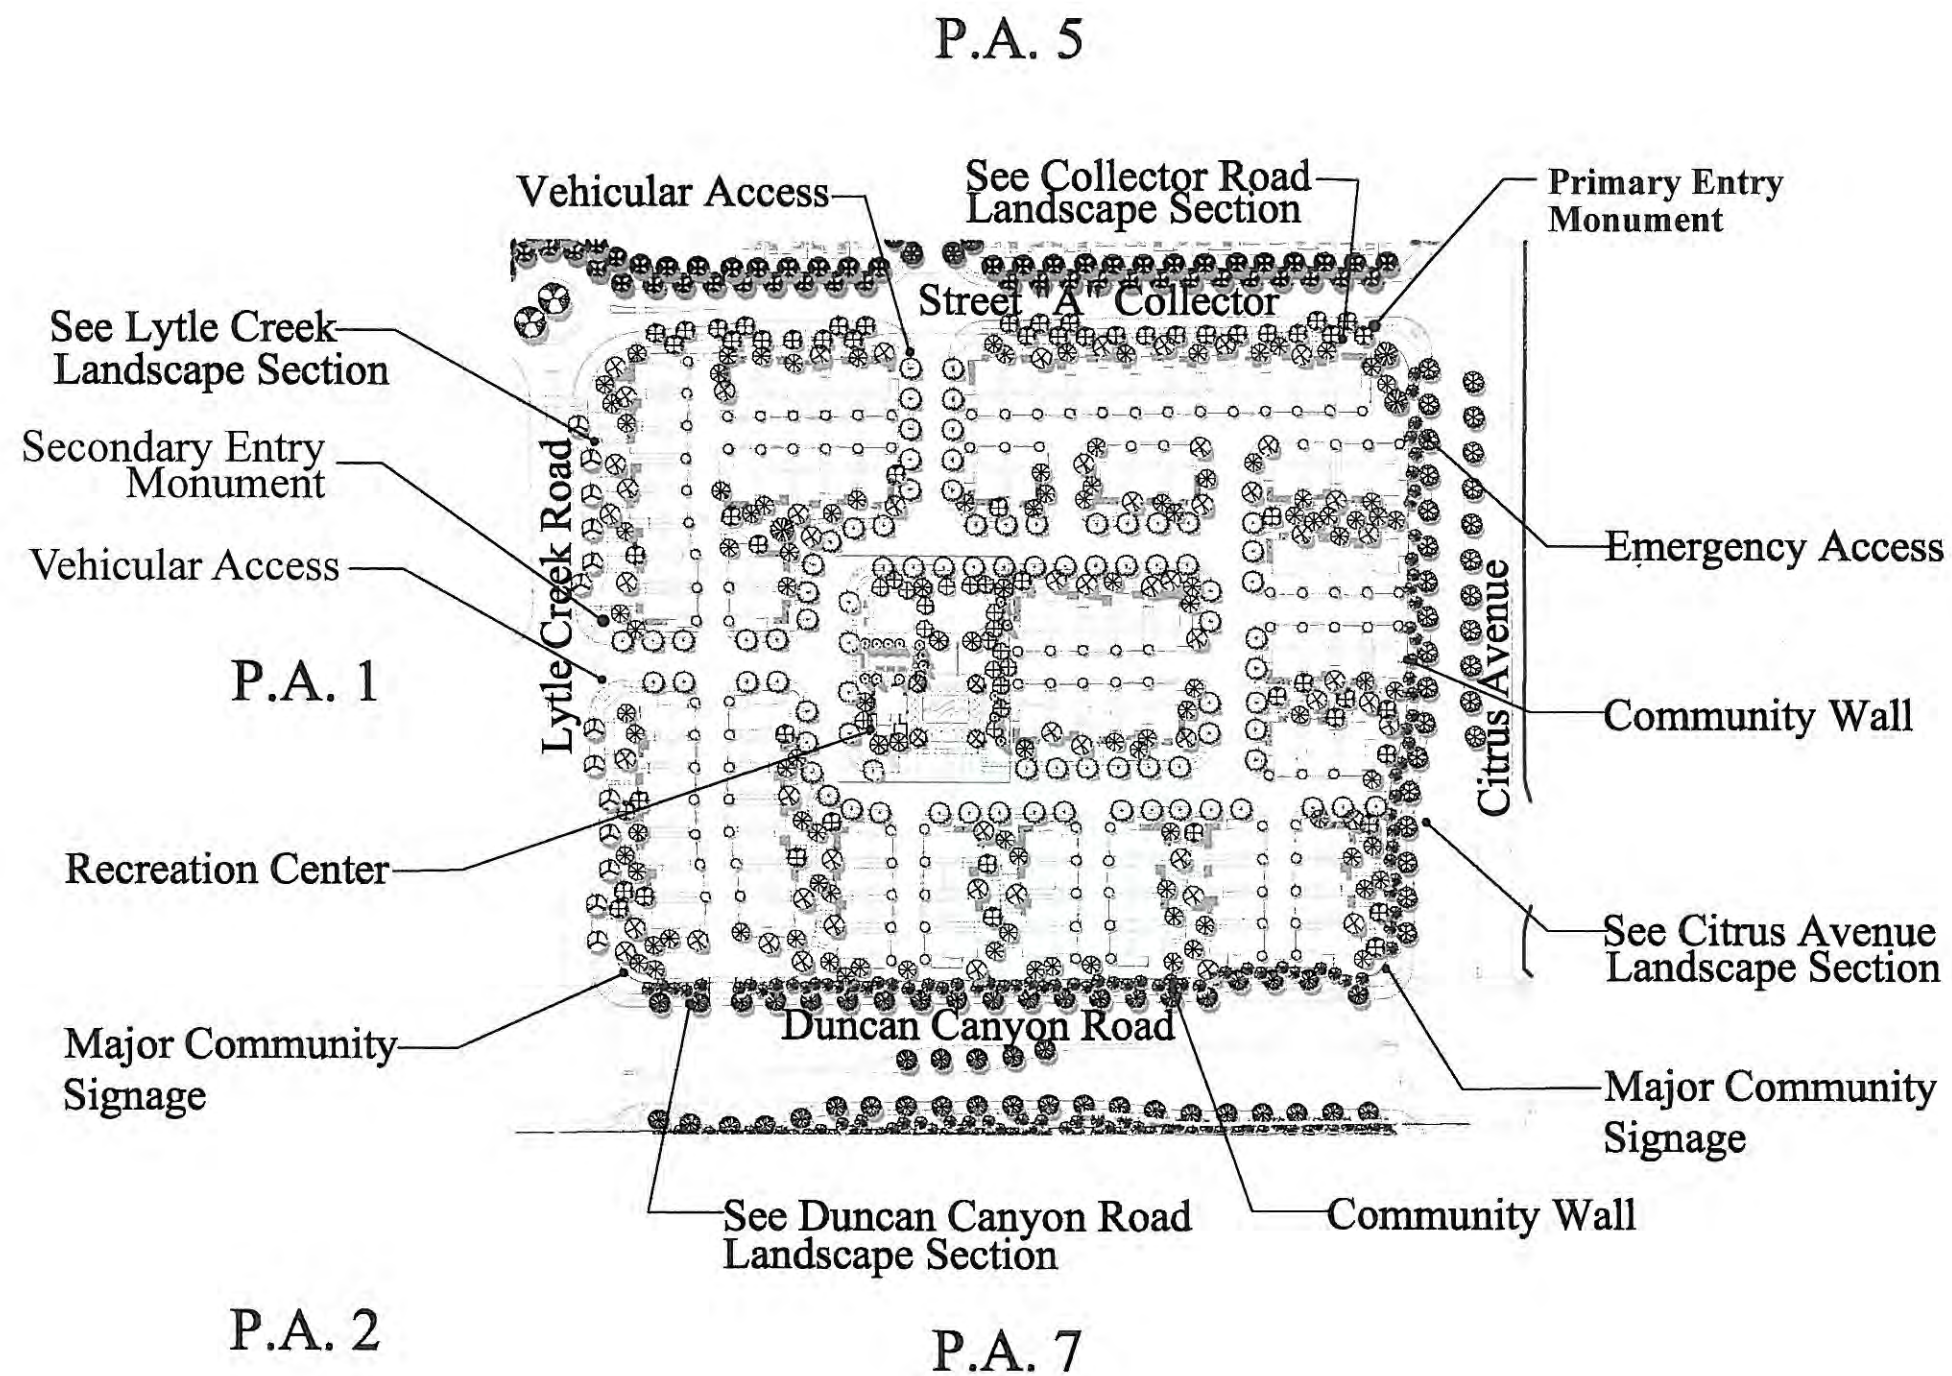 P.A. 5
Vehicular Access
See Collector Road
Landscape Section
Primary Entry
Monument
Street "A" Collector
See Lytle Creek
Landscape Section
Secondary Entry
Monument
Vehicular Access
Lytle Creek Road
P.A. 1
Emergency Access
Citrus Avenue
Community Wall
Recreation Center
See Citrus Avenue
Landscape Section
Major Community
Signage
Duncan Canyon Road
Major Community
Signage
See Duncan Canyon Road
Landscape Section
Community Wall
P.A. 2
P.A. 7